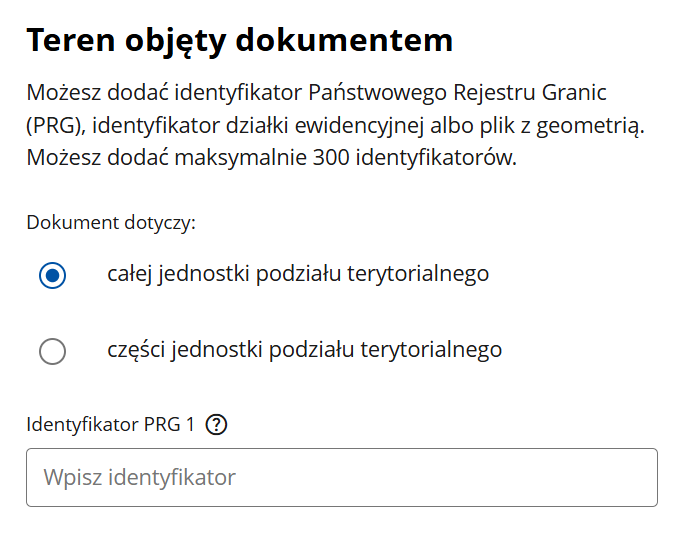 Teren objęty dokumentem
Możesz dodać identyfikator Państwowego Rejestru Granic
(PRG), identyfikator działki ewidencyjnej albo plik z geometrią.
Możesz dodać maksymalnie 300 identyfikatorów.
Dokument dotyczy:
całej jednostki podziału terytorialnego
części jednostki podziału terytorialnego
Identyfikator PRG 1 ?
Wpisz identyfikator